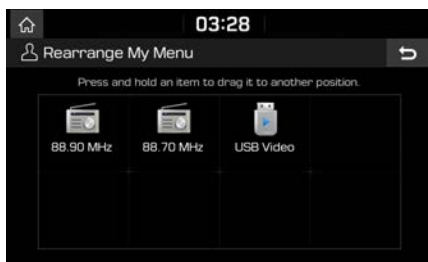 03:28
Rearrange My Menu
Press and hold an item to drag it to another position.
88.90 MHz 88.70 MHz USB Video